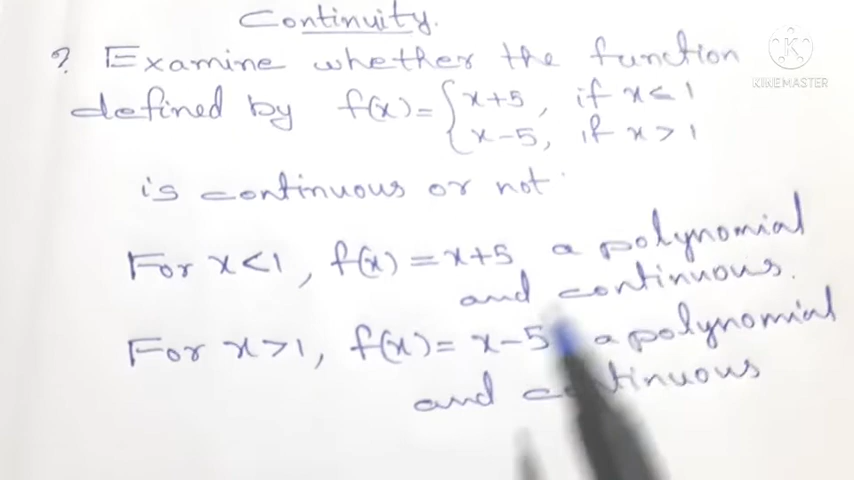 Continuity.
? Examine whether the function
defined by f(x) = { x+5, if x ≤ 1
x-5, if x > 1
is continuous or not.
For x < 1, f(x) = x+5 a polynomial
and continuous.
For x > 1, f(x) = x-5 a polynomial
and continuous
K
KINEMASTER